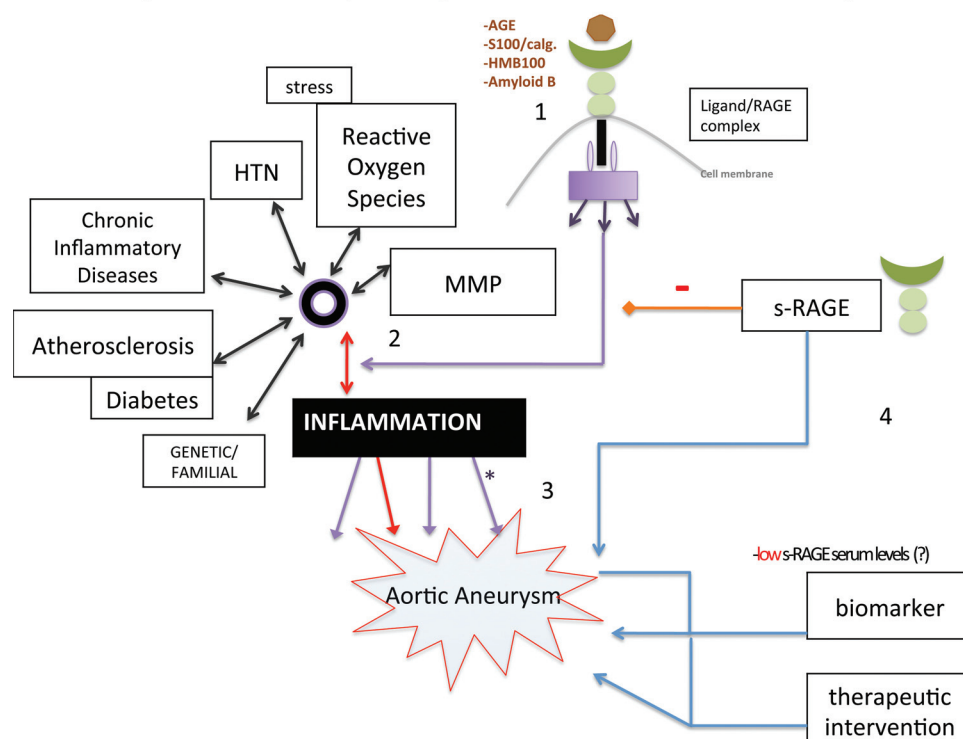 -AGE
-S100/calg.
-HMB100
-Amyloid B
1
Ligand/RAGE
complex
Cell membrane
stress
Reactive
Oxygen
Species
HTN
Chronic
Inflammatory
Diseases
MMP
Atherosclerosis
Diabetes
GENETIC/
FAMILIAL
2
INFLAMMATION
-
s-RAGE
4
*
3
Aortic Aneurysm
-low s-RAGE serum levels (?)
biomarker
therapeutic
intervention